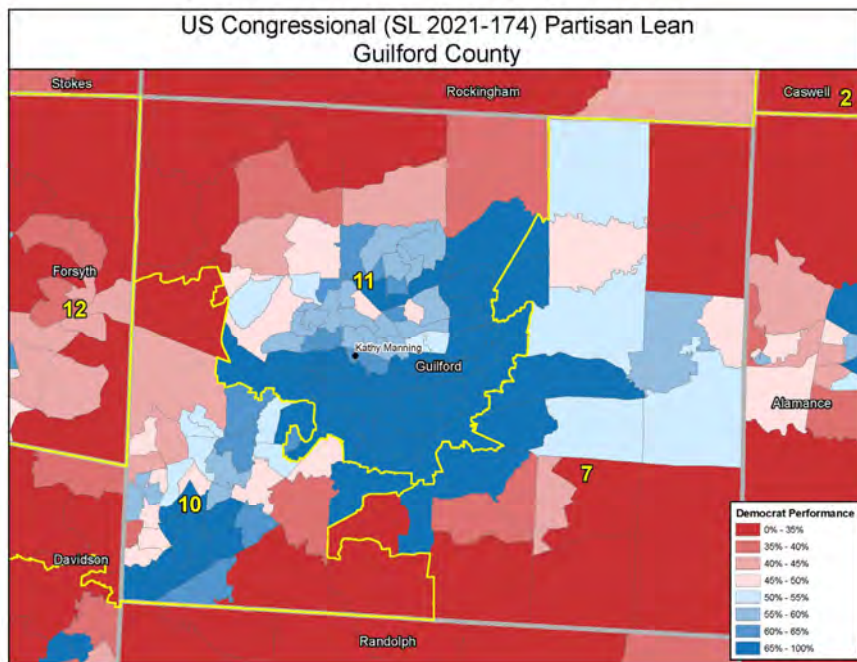 US Congressional (SL 2021-174) Partisan Lean
Guilford County
Stokes
Rockingham
Caswell
2
Forsyth
12
11
Kathy Manning
Guilford
Alamance
7
10
Davidson
Randolph
Democrat Performance
0% - 35%
35% - 40%
40% - 45%
45% - 50%
50% - 55%
55% - 60%
60% - 65%
65% - 100%